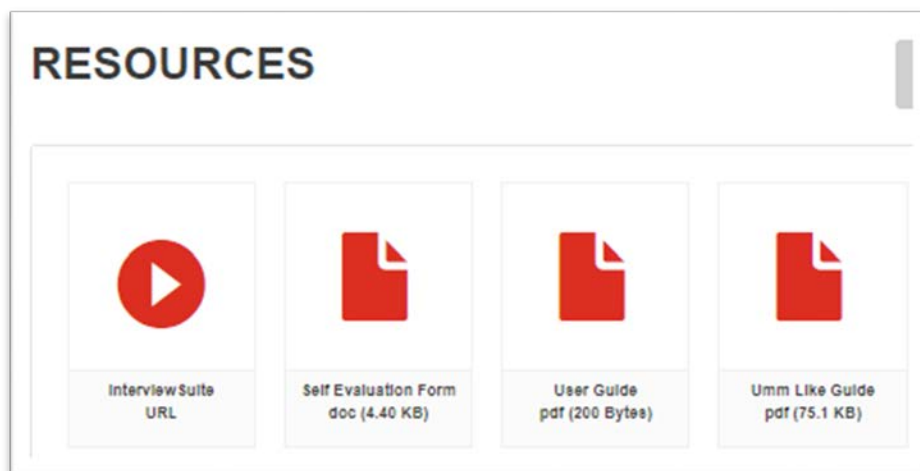 RESOURCES
InterviewSuite
URL
Self Evaluation Form
doc (4.40 KB)
User Guide
pdf (200 Bytes)
Umm Like Guide
pdf (75.1 KB)